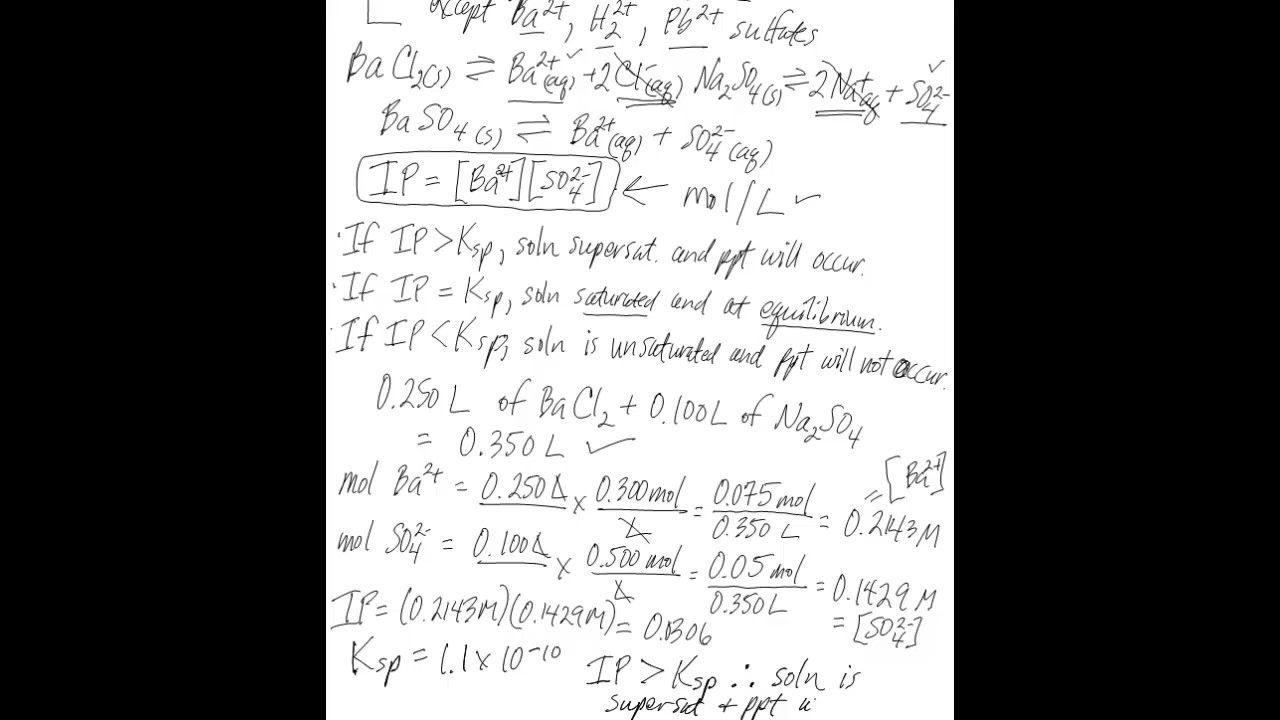 except Ba²⁺, H₂²⁺, Pb²⁺ sulfates
BaCl₂(s) ⇌ Ba²⁺(aq) + 2Cl⁻(aq) Na₂SO₄(s) ⇌ 2Na⁺aq + SO₄²⁻
BaSO₄(s) ⇌ Ba²⁺(aq) + SO₄²⁻(aq)
IP = [Ba²⁺][SO₄²⁻] ← mol/L ✓
· If IP > Ksp, soln supersat. and ppt will occur.
· If IP = Ksp, soln saturated and at equilibrium.
· If IP < Ksp, soln is unsaturated and ppt will not occur.
0.250 L of BaCl₂ + 0.100L of Na₂SO₄
= 0.350 L ✓
mol Ba²⁺ = 0.250 L × 0.300 mol / L = 0.075 mol / 0.350 L = 0.2143 M = [Ba²⁺]
mol SO₄²⁻ = 0.100 L × 0.500 mol / L = 0.05 mol / 0.350 L = 0.1429 M
= [SO₄²⁻]
IP = (0.2143M)(0.1429M) = 0.0306
Ksp = 1.1 × 10⁻¹⁰ IP > Ksp ∴ soln is
supersat + ppt